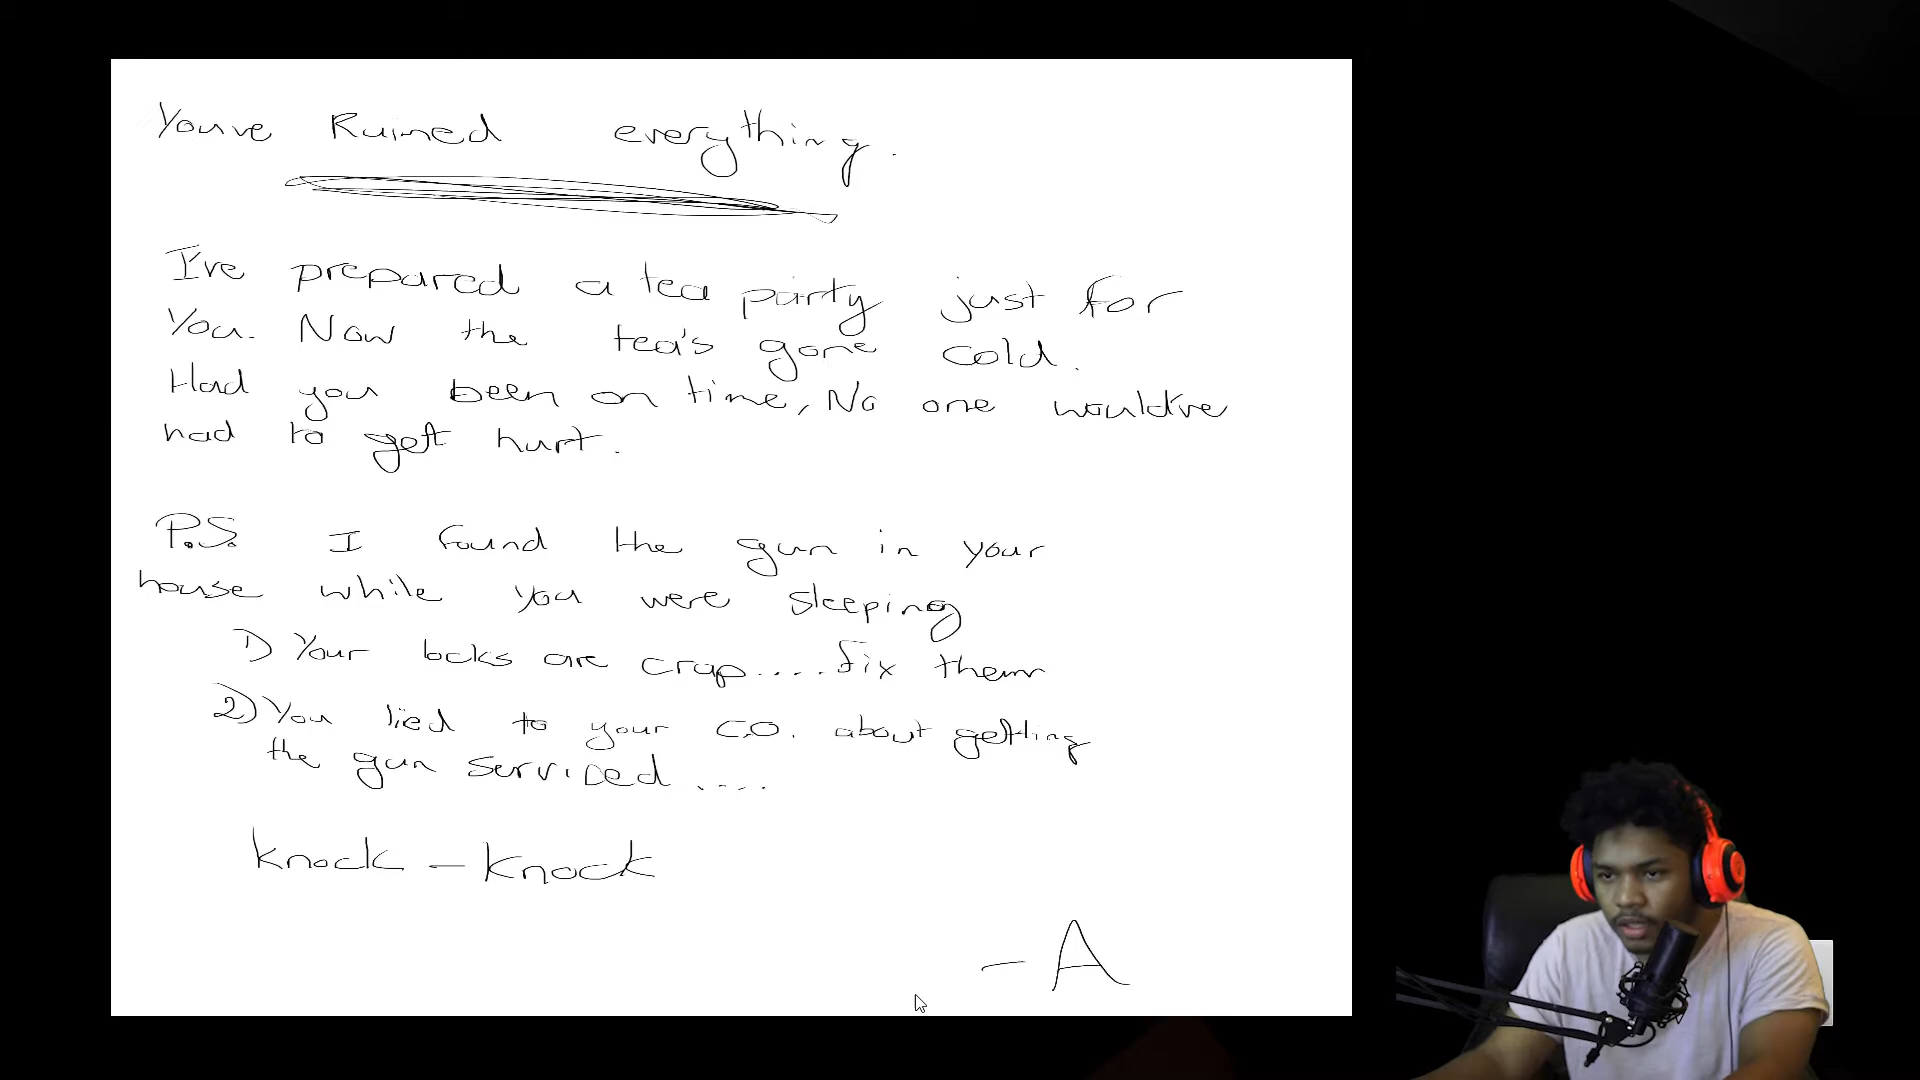 You've Ruined everything.
I've prepared a tea party just for
You. Now the tea's gone cold.
Had you been on time, No one would've
had to get hurt.
P.S. I found the gun in your
house while you were sleeping
1) Your locks are crap.... fix them
2) You lied to your C.O. about getting
the gun serviced ....
knock - knock
- A